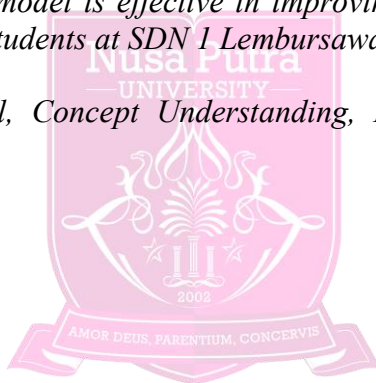 model is effective in improvin
tudents at SDN 1 Lembursawa
l, Concept Understanding,
Nusa Putra
UNIVERSITY
2002
AMOR DEUS, PARENTIUM, CONCERVIS